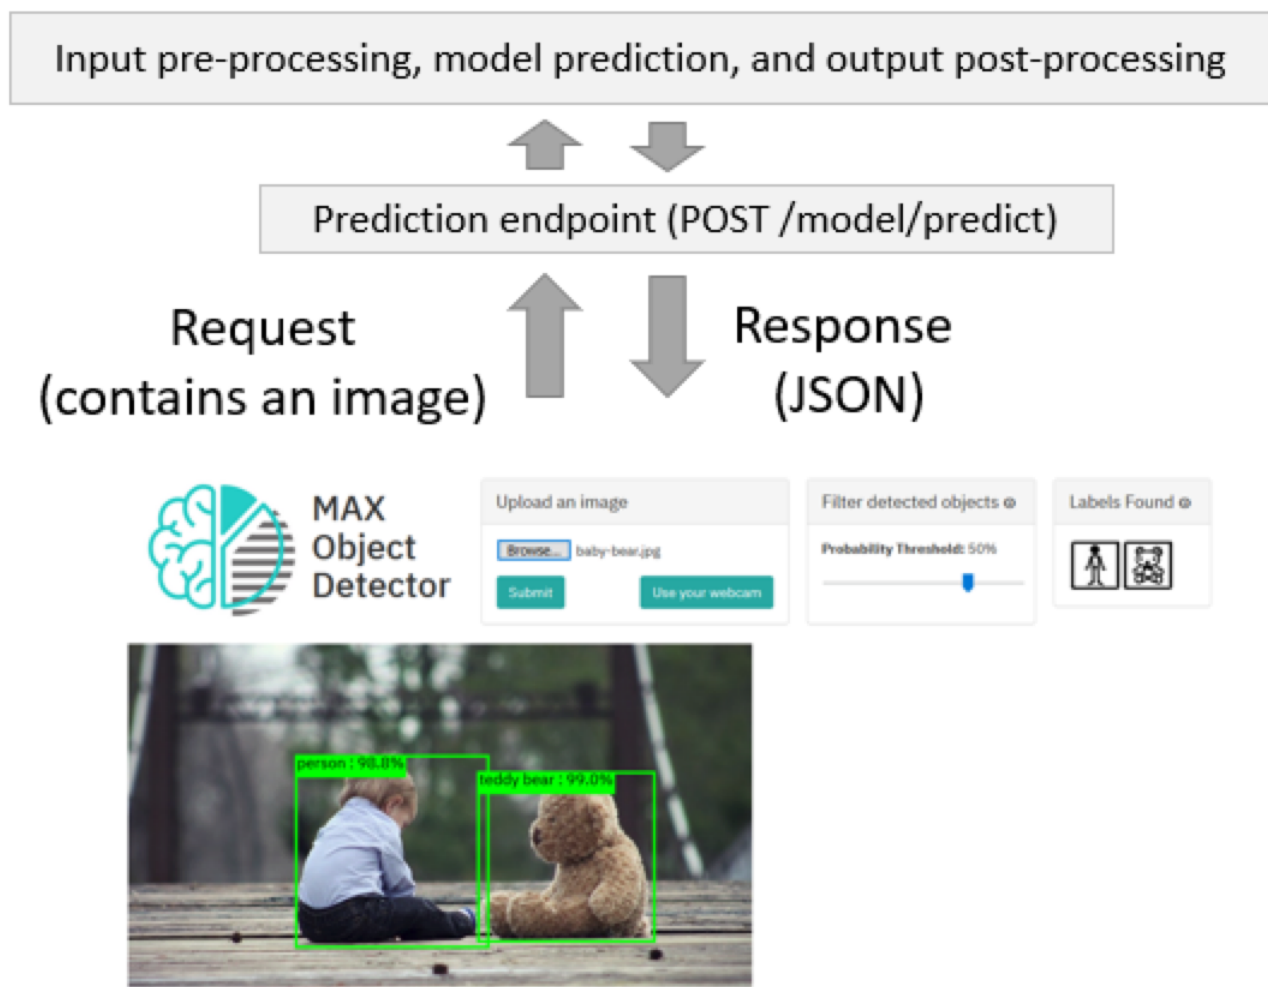 Input pre-processing, model prediction, and output post-processing
Prediction endpoint (POST /model/predict)
Request
(contains an image)
Response
(JSON)
MAX
Object
Detector
Upload an image
Browse... baby-bear.jpg
Submit
Use your webcam
Filter detected objects
Probability Threshold: 50%
Labels Found
person : 98.8%
teddy bear : 99.0%